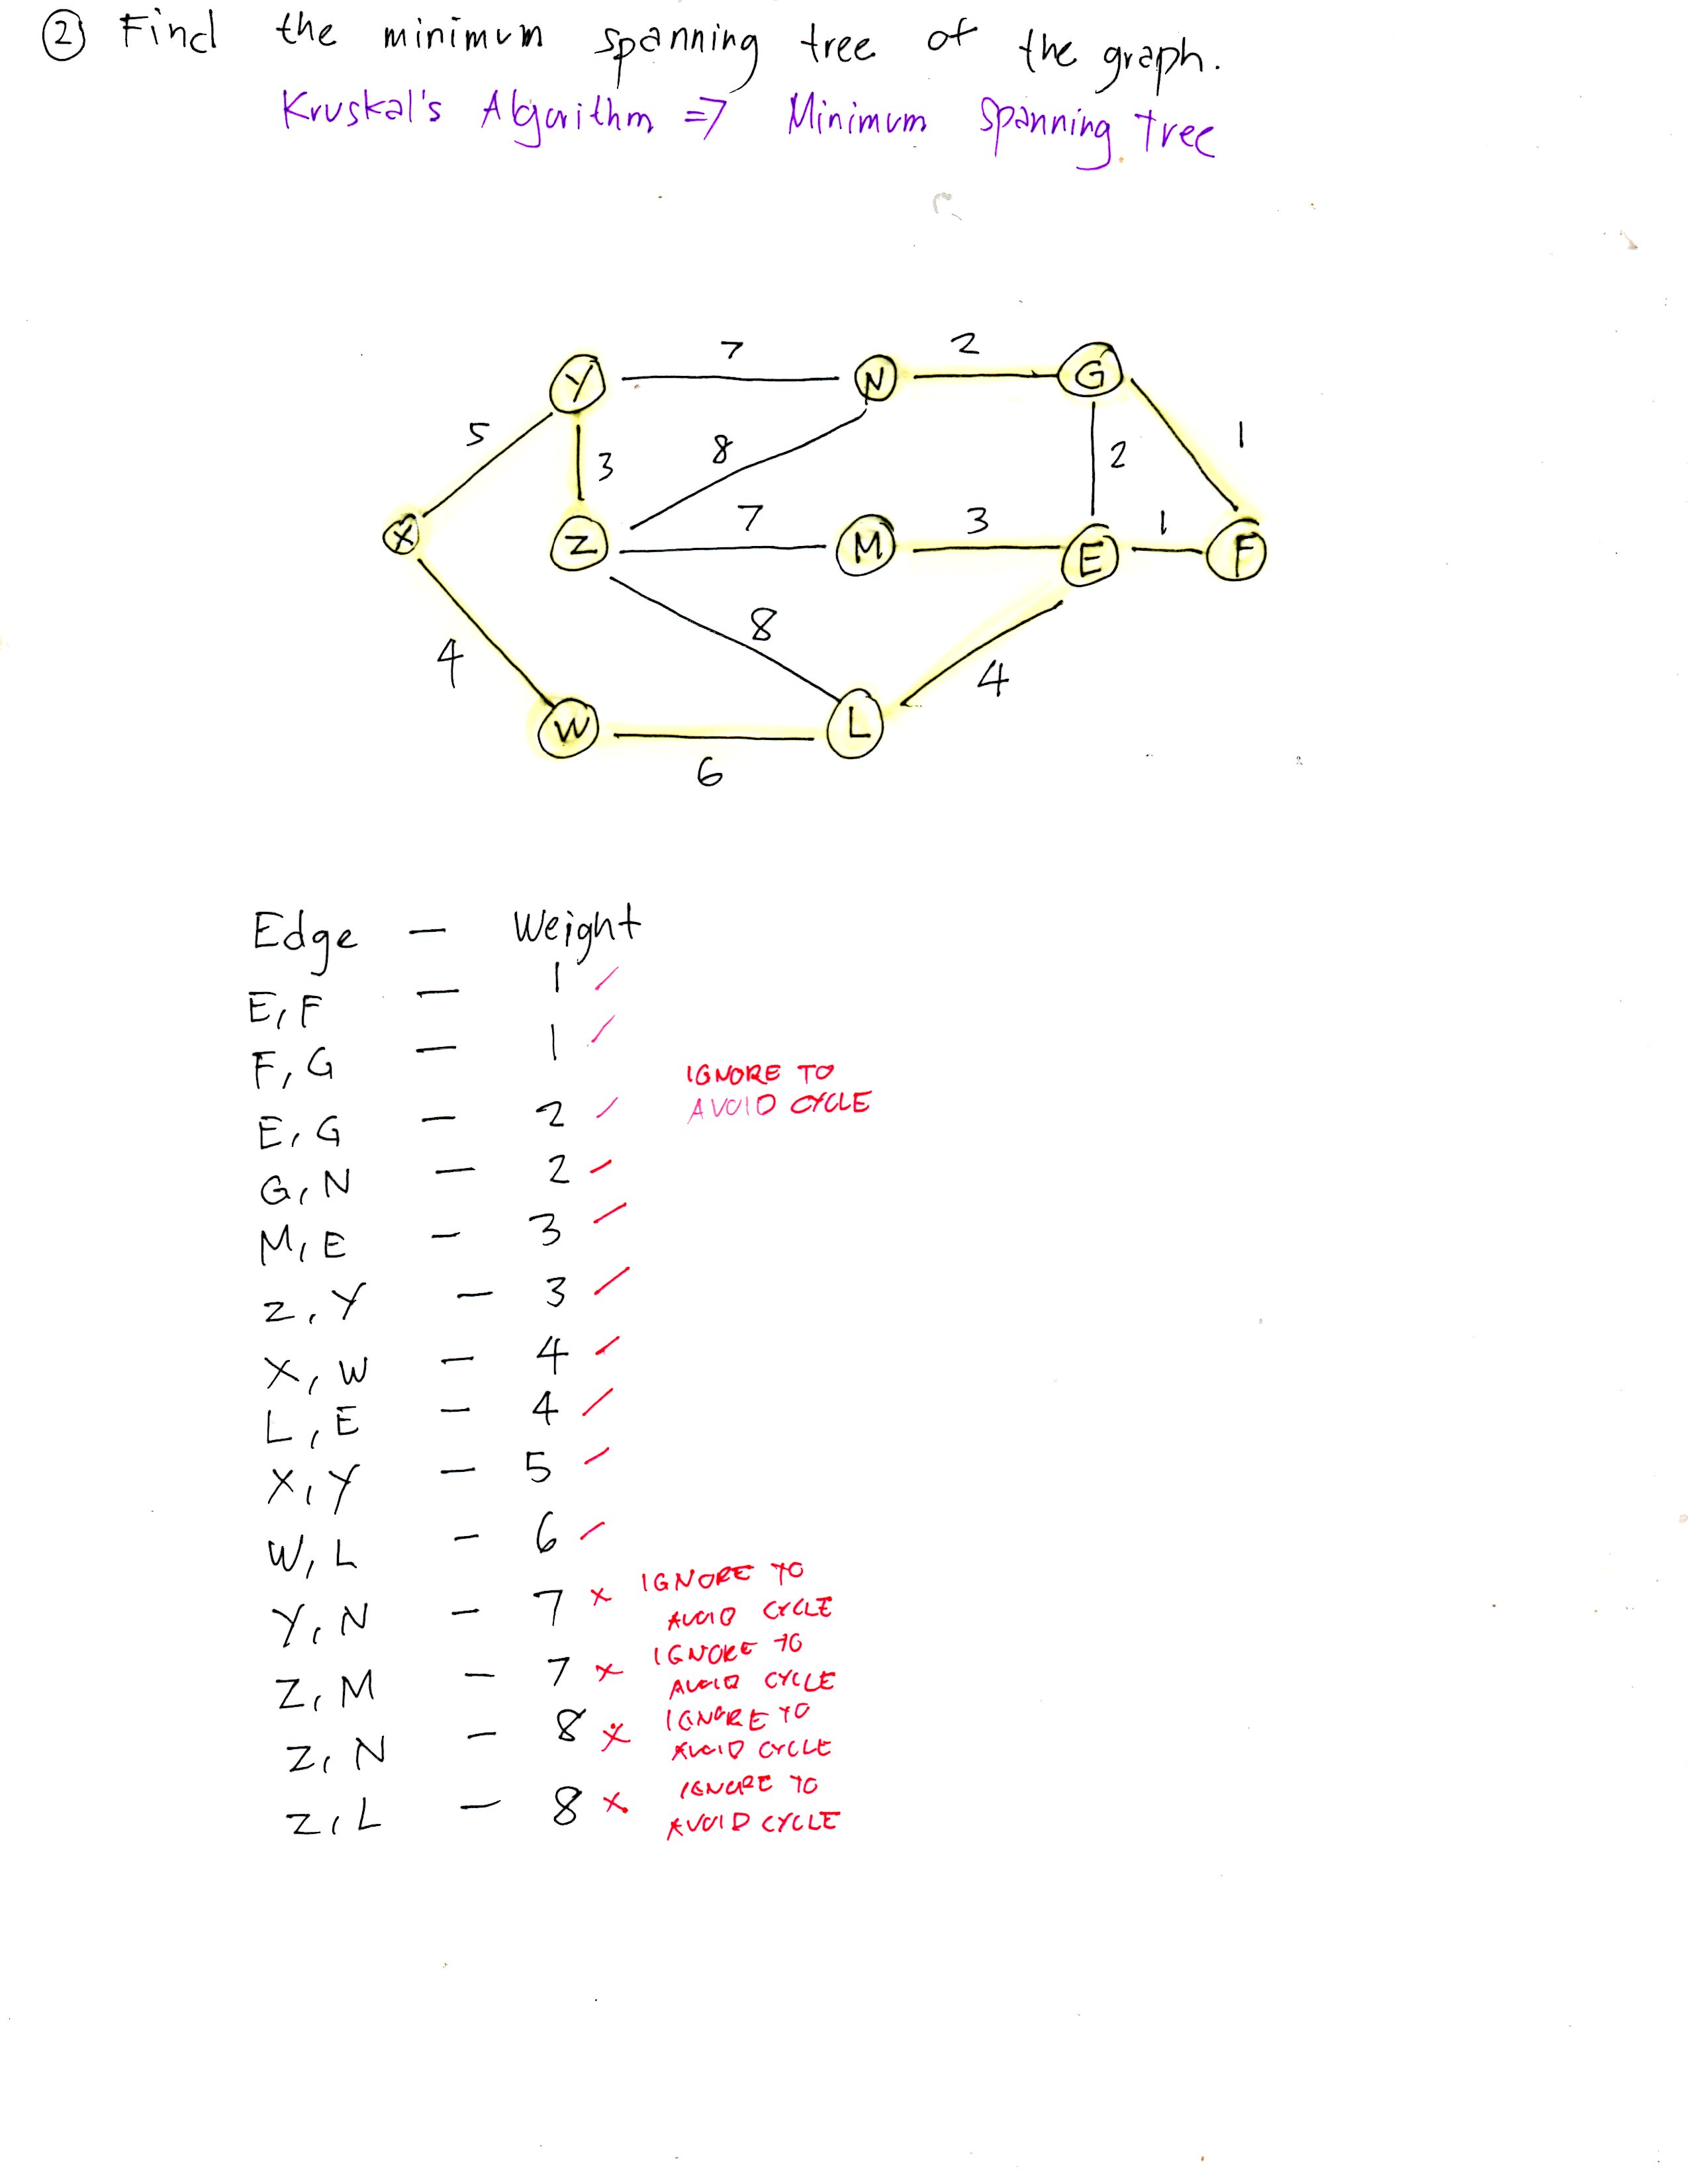 ② Find the minimum spanning tree of the graph.
Kruskal's Algorithm => Minimum Spanning tree
7 2
Y N G
5 3 8 2 1
X Z 7 M 3 E 1 F
4 8 4
W L
6
Edge — Weight
E, F — 1
F, G — 1
IGNORE TO
E, G — 2 AVOID CYCLE
G, N — 2
M, E — 3
Z, Y — 3
X, W — 4
L, E — 4
X, Y — 5
W, L — 6
Y, N — 7 x IGNORE TO
AVOID CYCLE
Z, M — 7 x IGNORE TO
AVOID CYCLE
Z, N — 8 x IGNORE TO
AVOID CYCLE
Z, L — 8 x IGNORE TO
AVOID CYCLE